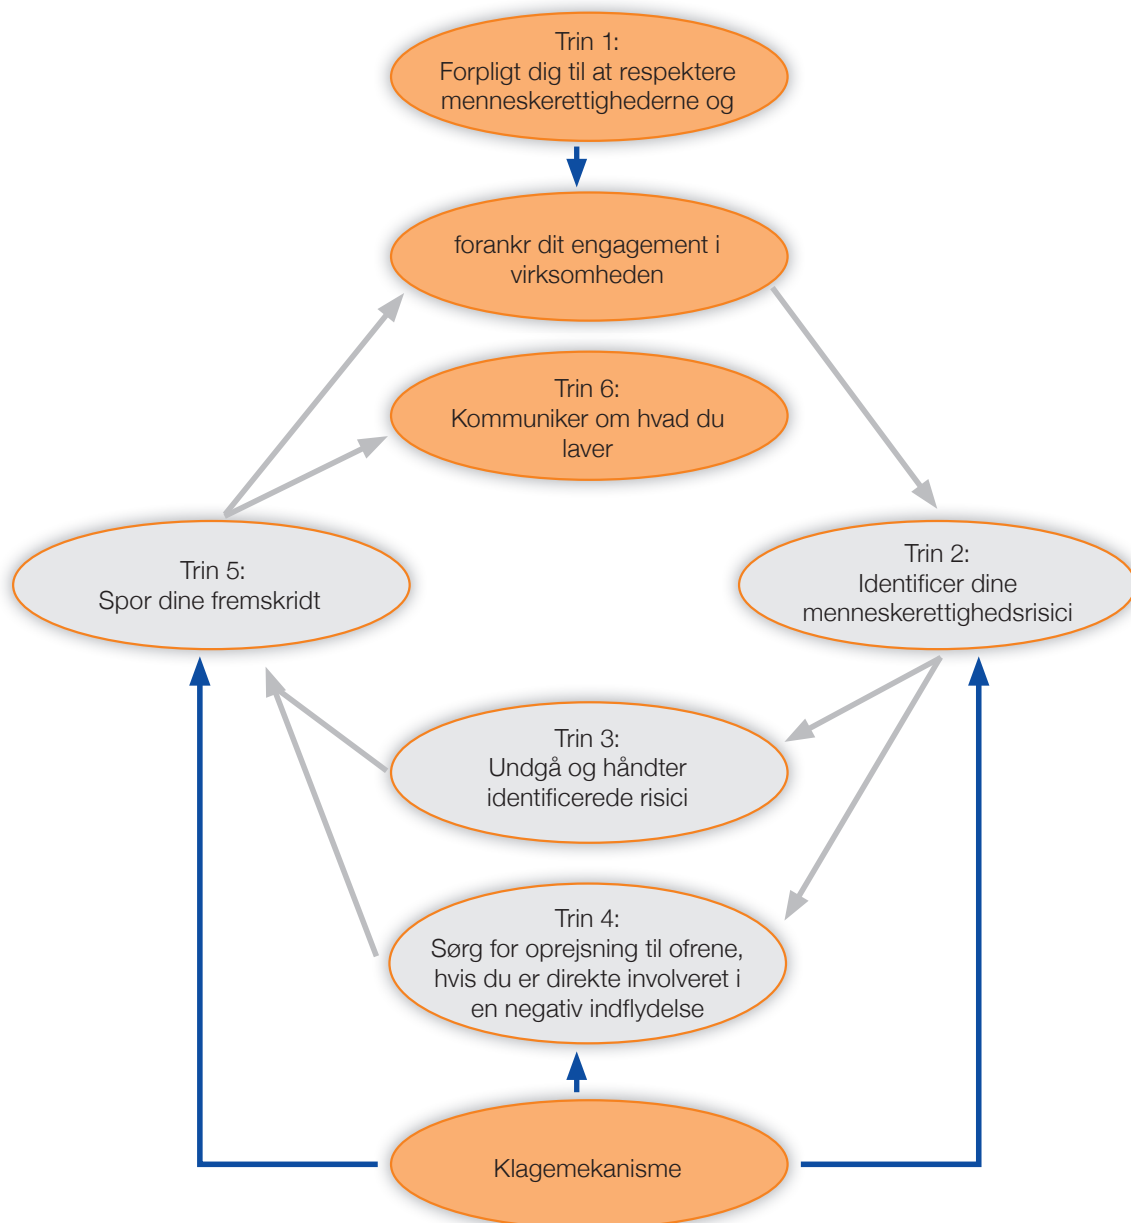 Trin 1:
Forpligt dig til at respektere
menneskerettighederne og
forankr dit engagement i
virksomheden
Trin 6:
Kommuniker om hvad du
laver
Trin 5:
Spor dine fremskridt
Trin 2:
Identificer dine
menneskerettighedsrisici
Trin 3:
Undgå og håndter
identificerede risici
Trin 4:
Sørg for oprejsning til ofrene,
hvis du er direkte involveret i
en negativ indflydelse
Klagemekanisme